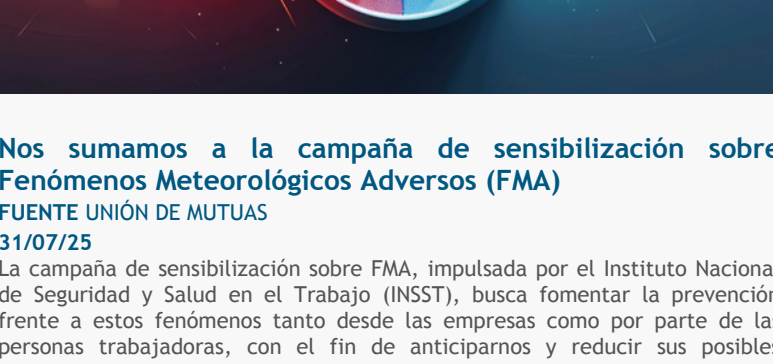 Nos sumamos a la campaña de sensibilización sobre
Fenómenos Meteorológicos Adversos (FMA)
FUENTE UNIÓN DE MUTUAS
31/07/25
La campaña de sensibilización sobre FMA, impulsada por el Instituto Nacional
de Seguridad y Salud en el Trabajo (INSST), busca fomentar la prevención
frente a estos fenómenos tanto desde las empresas como por parte de las
personas trabajadoras, con el fin de anticiparnos y reducir sus posibles